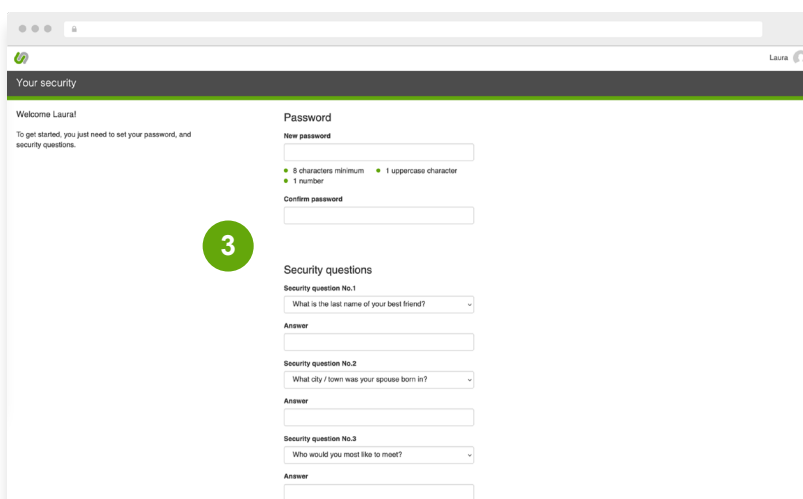 Laura
Your security
Welcome Laura!
To get started, you just need to set your password, and
security questions.
Password
New password
8 characters minimum
1 uppercase character
1 number
Confirm password
3
Security questions
Security question No.1
What is the last name of your best friend?
Answer
Security question No.2
What city / town was your spouse born in?
Answer
Security question No.3
Who would you most like to meet?
Answer